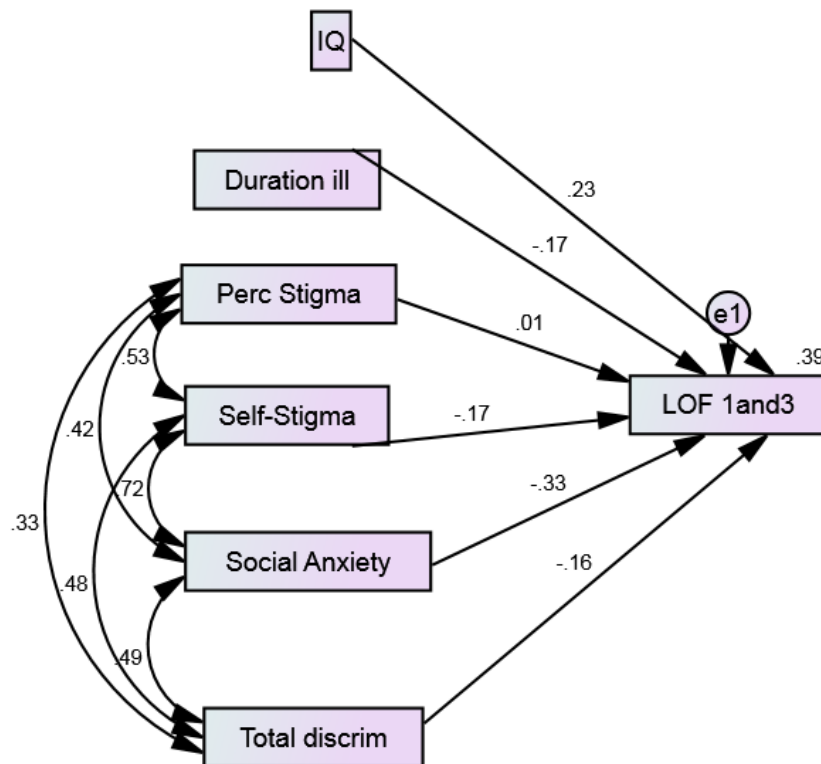 IQ
.23
Duration ill
-.17
Perc Stigma
.01
e1
.39
.53
Self-Stigma
-.17
LOF 1and3
.42
.72
-.33
.33
Social Anxiety
-.16
.48
.49
Total discrim